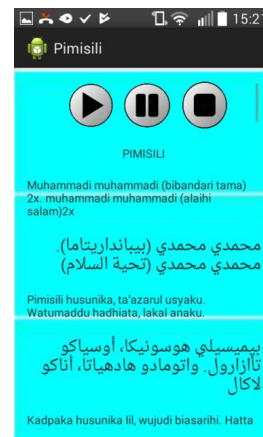 15:2
Pimisili
PIMISILI
Muhammadi muhammadi (bibandari tama)
2x. muhammadi muhammadi (alaihi
salam)2x
محمدي محمدي (بيبانداريتاما).
محمدي محمدي (تحية السلام)
Pimisili husunika, ta'azarul usyaku.
Watumaddu hadhiata, lakal anaku.
بيميسيلي هوسونيكا، أوسياكو
تأازارول. واتومادو هادهياتا، أناكو
لاكال
Kadpaka husunika lil, wujudi biasarihi. Hatta